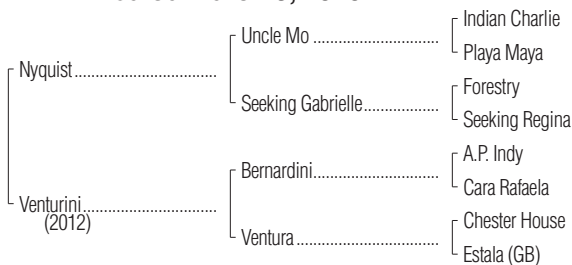 Indian Charlie
Uncle Mo
Playa Maya
Nyquist
Forestry
Seeking Gabrielle
Seeking Regina
A.P. Indy
Bernardini
Cara Rafaela
Venturini
(2012)
Chester House
Ventura
Estala (GB)